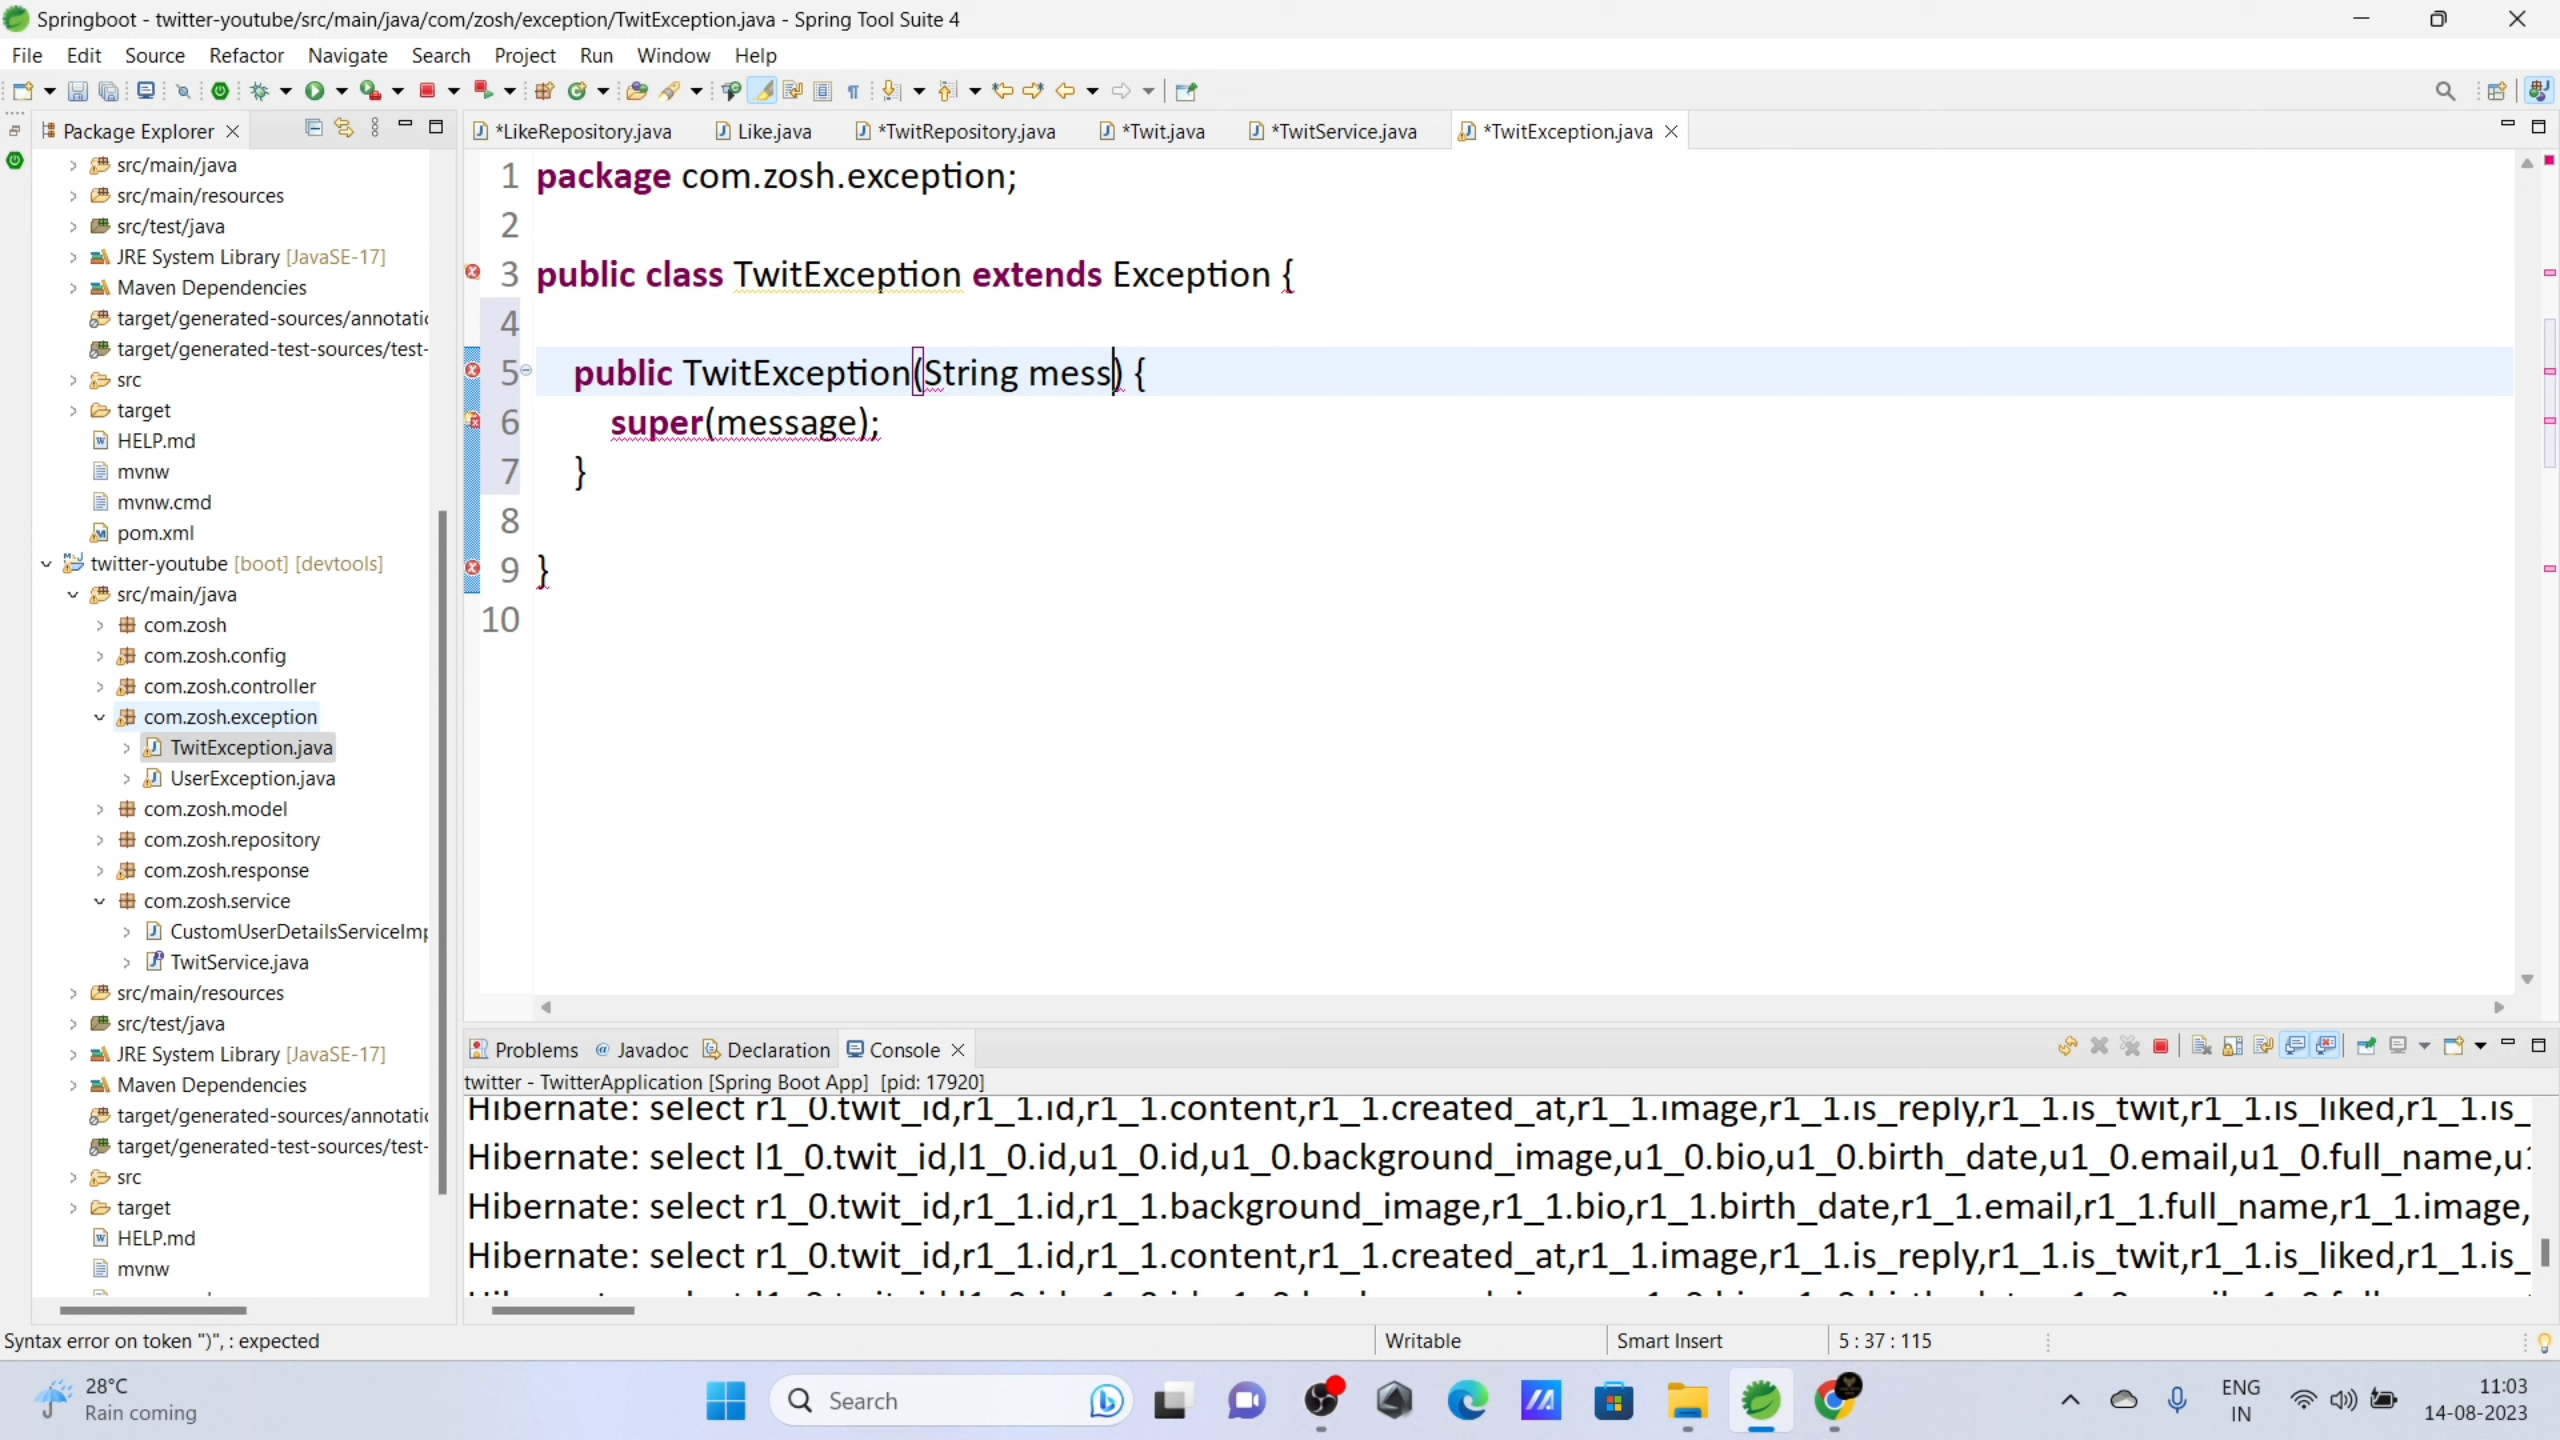 Springboot - twitter-youtube/src/main/java/com/zosh/exception/TwitException.java - Spring Tool Suite 4
File Edit Source Refactor Navigate Search Project Run Window Help
Package Explorer
src/main/java
src/main/resources
src/test/java
JRE System Library [JavaSE-17]
Maven Dependencies
target/generated-sources/annotatic
target/generated-test-sources/test-
src
target
HELP.md
mvnw
mvnw.cmd
pom.xml
twitter-youtube [boot] [devtools]
src/main/java
com.zosh
com.zosh.config
com.zosh.controller
com.zosh.exception
TwitException.java
UserException.java
com.zosh.model
com.zosh.repository
com.zosh.response
com.zosh.service
CustomUserDetailsServiceImp
TwitService.java
src/main/resources
src/test/java
JRE System Library [JavaSE-17]
Maven Dependencies
target/generated-sources/annotatic
target/generated-test-sources/test-
src
target
HELP.md
mvnw
*LikeRepository.java Like.java *TwitRepository.java *Twit.java *TwitService.java *TwitException.java
1 package com.zosh.exception;
2
3 public class TwitException extends Exception {
4
5 public TwitException(String mess) {
6 super(message);
7 }
8
9 }
10
Problems @ Javadoc Declaration Console
twitter - TwitterApplication [Spring Boot App] [pid: 17920]
Hibernate: select r1_0.twit_id,r1_1.id,r1_1.content,r1_1.created_at,r1_1.image,r1_1.is_reply,r1_1.is_twit,r1_1.is_liked,r1_1.is_
Hibernate: select l1_0.twit_id,l1_0.id,u1_0.id,u1_0.background_image,u1_0.bio,u1_0.birth_date,u1_0.email,u1_0.full_name,u1
Hibernate: select r1_0.twit_id,r1_1.id,r1_1.background_image,r1_1.bio,r1_1.birth_date,r1_1.email,r1_1.full_name,r1_1.image,
Hibernate: select r1_0.twit_id,r1_1.id,r1_1.content,r1_1.created_at,r1_1.image,r1_1.is_reply,r1_1.is_twit,r1_1.is_liked,r1_1.is_
Syntax error on token ")", : expected
Writable
Smart Insert
5 : 37 : 115
28°C
Rain coming
Search
ENG
IN
11:03
14-08-2023